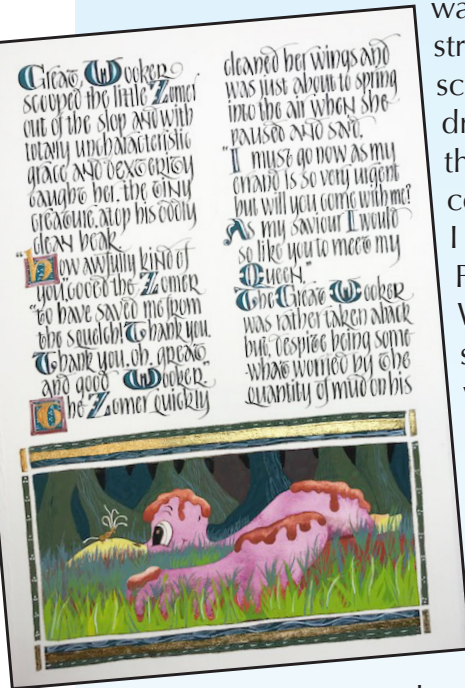 Great Wooker
scooped the little Zomer
out of the slop and with
totally uncharacteristic
grace and dexterity
caught her, the tiny
creature, atop his oddly
clean beak.
"How awfully kind of
you, cooed the Zomer
"to have saved me from
the squelch! Thank you.
Thank you, oh, great
and good Wooker."
The Zomer quickly
cleaned her wings and
was just about to spring
into the air when she
paused and said,
"I must go now as my
errand is so very urgent
but will you come with me?
As my saviour I would
so like you to meet my
Queen."
The Great Wooker
was rather taken aback
but, despite being some
-what worried by the
quantity of mud on his